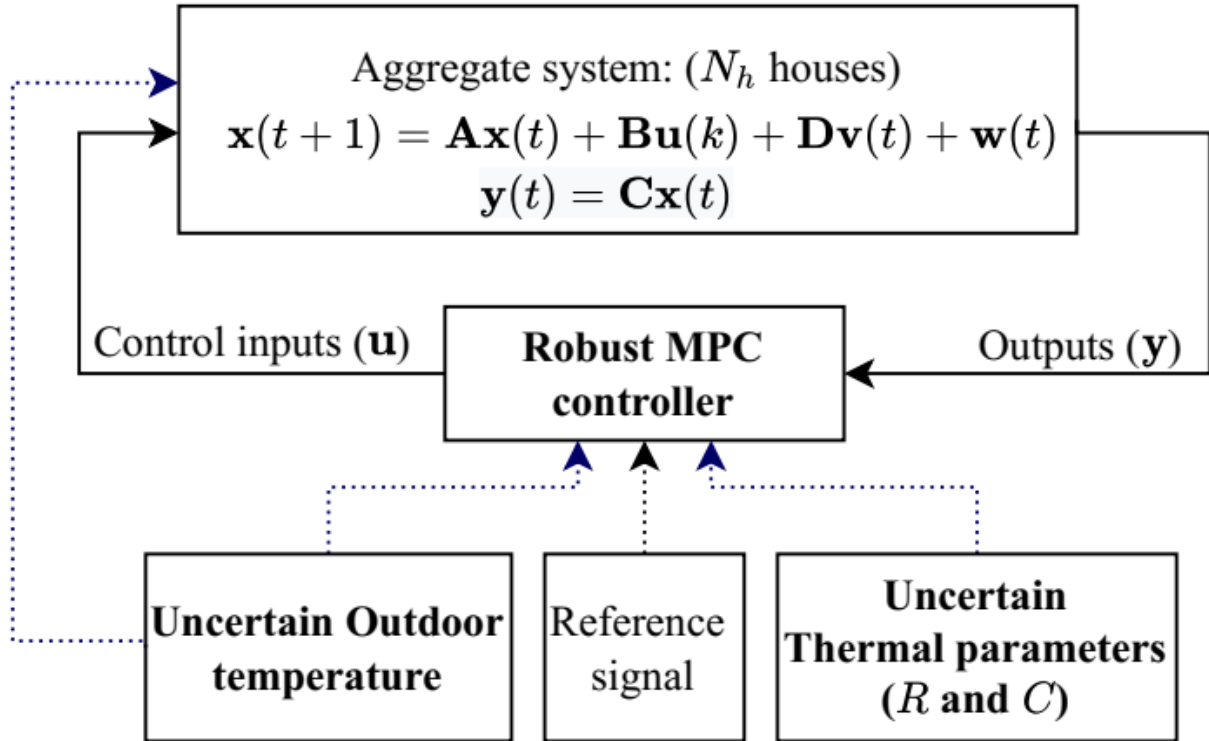 Aggregate system: (N_h houses)
𝐱(t + 1) = 𝐀𝐱(t) + 𝐁𝐮(k) + 𝐃𝐯(t) + 𝐰(t)
𝐲(t) = 𝐂𝐱(t)
Control inputs (𝐮)
Robust MPC
controller
Outputs (𝐲)
Uncertain Outdoor
temperature
Reference
signal
Uncertain
Thermal parameters
(R and C)